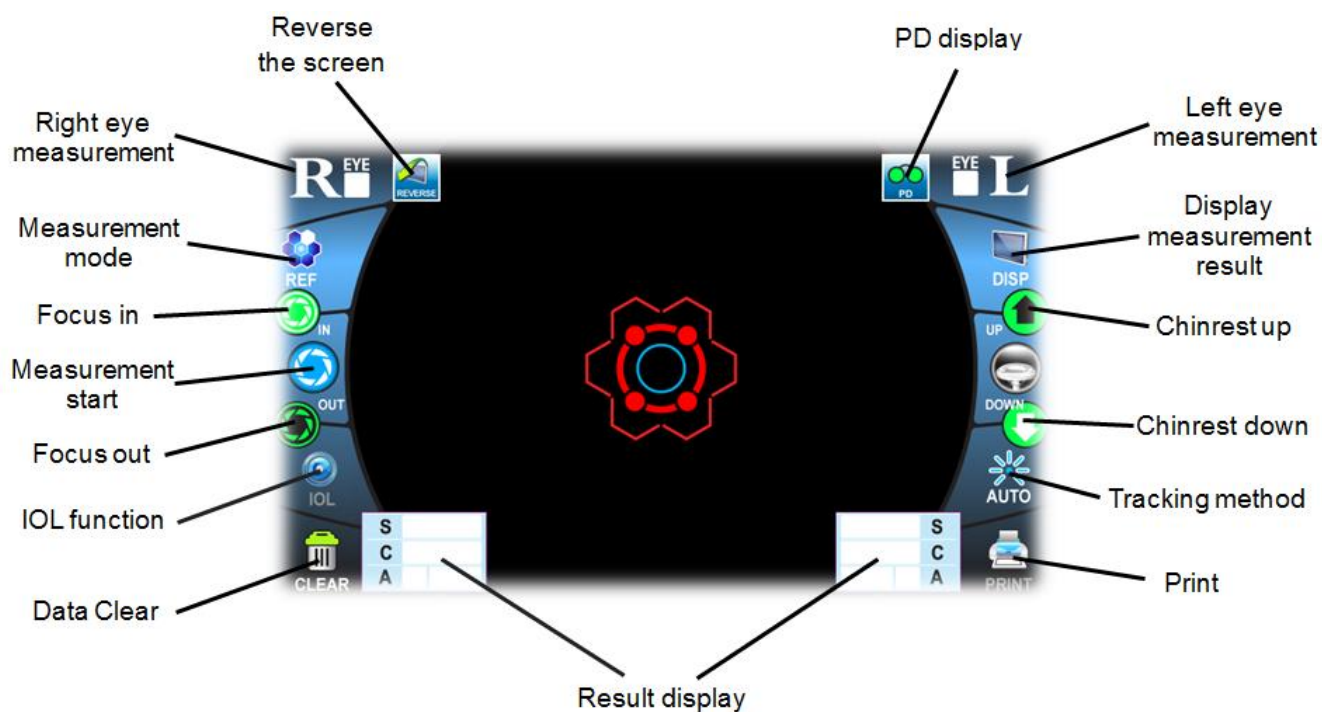 Reverse
the screen
PD display
Right eye
measurement
Left eye
measurement
R EYE
REVERSE
PD
EYE L
Measurement
mode
Display
measurement
result
REF
DISP
Focus in
IN
UP
Chinrest up
Measurement
start
OUT
DOWN
Focus out
Chinrest down
IOL
AUTO
IOL function
Tracking method
S
C
A
S
C
A
CLEAR
PRINT
Data Clear
Print
Result display